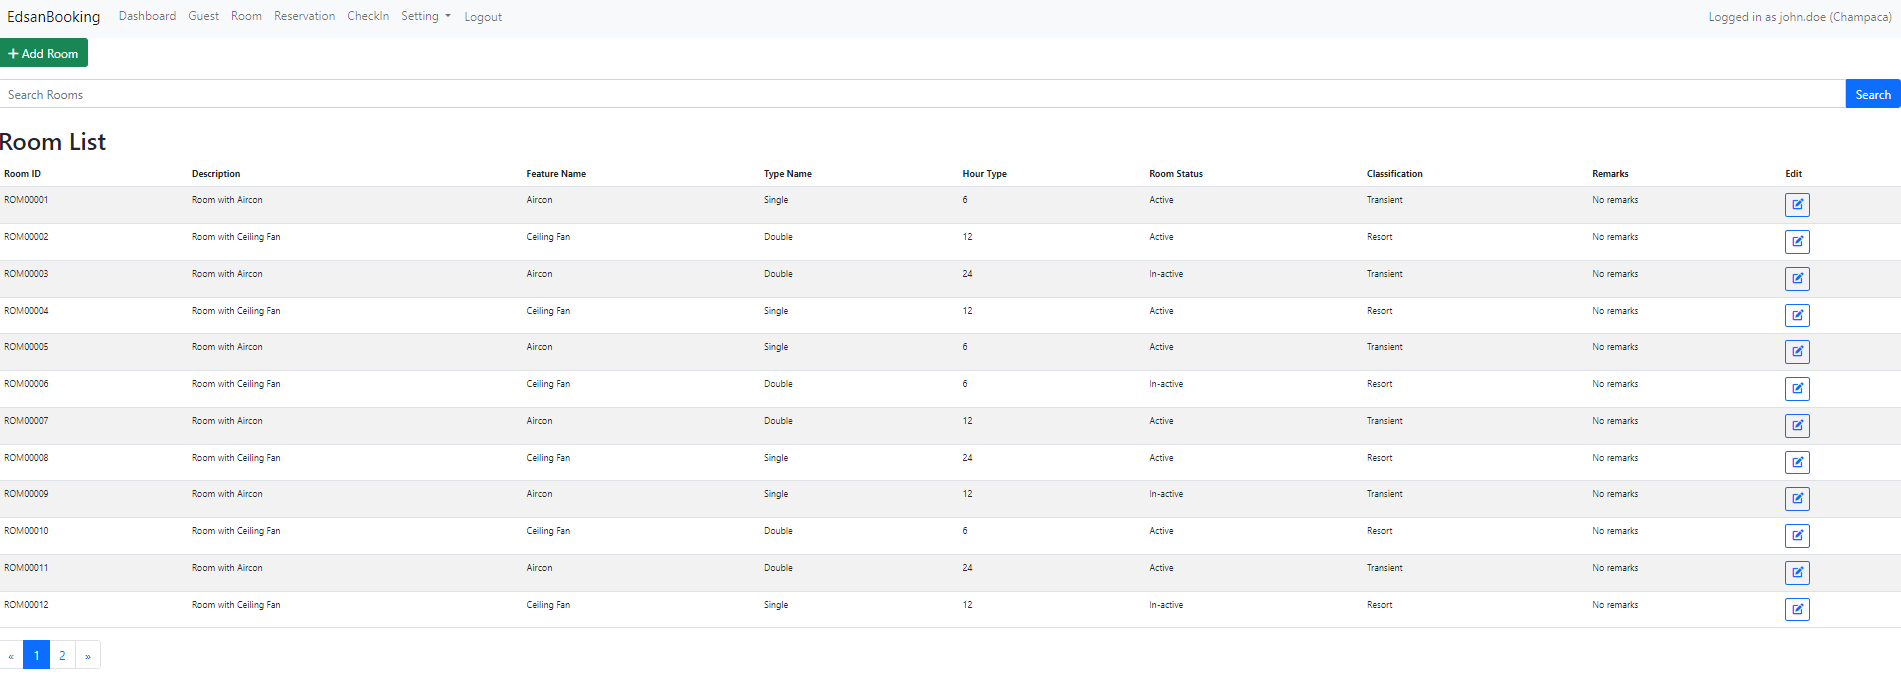 EdsanBooking Dashboard Guest Room Reservation CheckIn Setting Logout Logged in as john.doe (Champaca)
+ Add Room
Search Rooms Search
Room List
Room ID Description Feature Name Type Name Hour Type Room Status Classification Remarks Edit
ROM00001 Room with Aircon Aircon Single 6 Active Transient No remarks
ROM00002 Room with Ceiling Fan Ceiling Fan Double 12 Active Resort No remarks
ROM00003 Room with Aircon Aircon Double 24 In-active Transient No remarks
ROM00004 Room with Ceiling Fan Ceiling Fan Single 12 Active Resort No remarks
ROM00005 Room with Aircon Aircon Single 6 Active Transient No remarks
ROM00006 Room with Ceiling Fan Ceiling Fan Double 6 In-active Resort No remarks
ROM00007 Room with Aircon Aircon Double 12 Active Transient No remarks
ROM00008 Room with Ceiling Fan Ceiling Fan Single 24 Active Resort No remarks
ROM00009 Room with Aircon Aircon Single 12 In-active Transient No remarks
ROM00010 Room with Ceiling Fan Ceiling Fan Double 6 Active Resort No remarks
ROM00011 Room with Aircon Aircon Double 24 Active Transient No remarks
ROM00012 Room with Ceiling Fan Ceiling Fan Single 12 In-active Resort No remarks
« 1 2 »